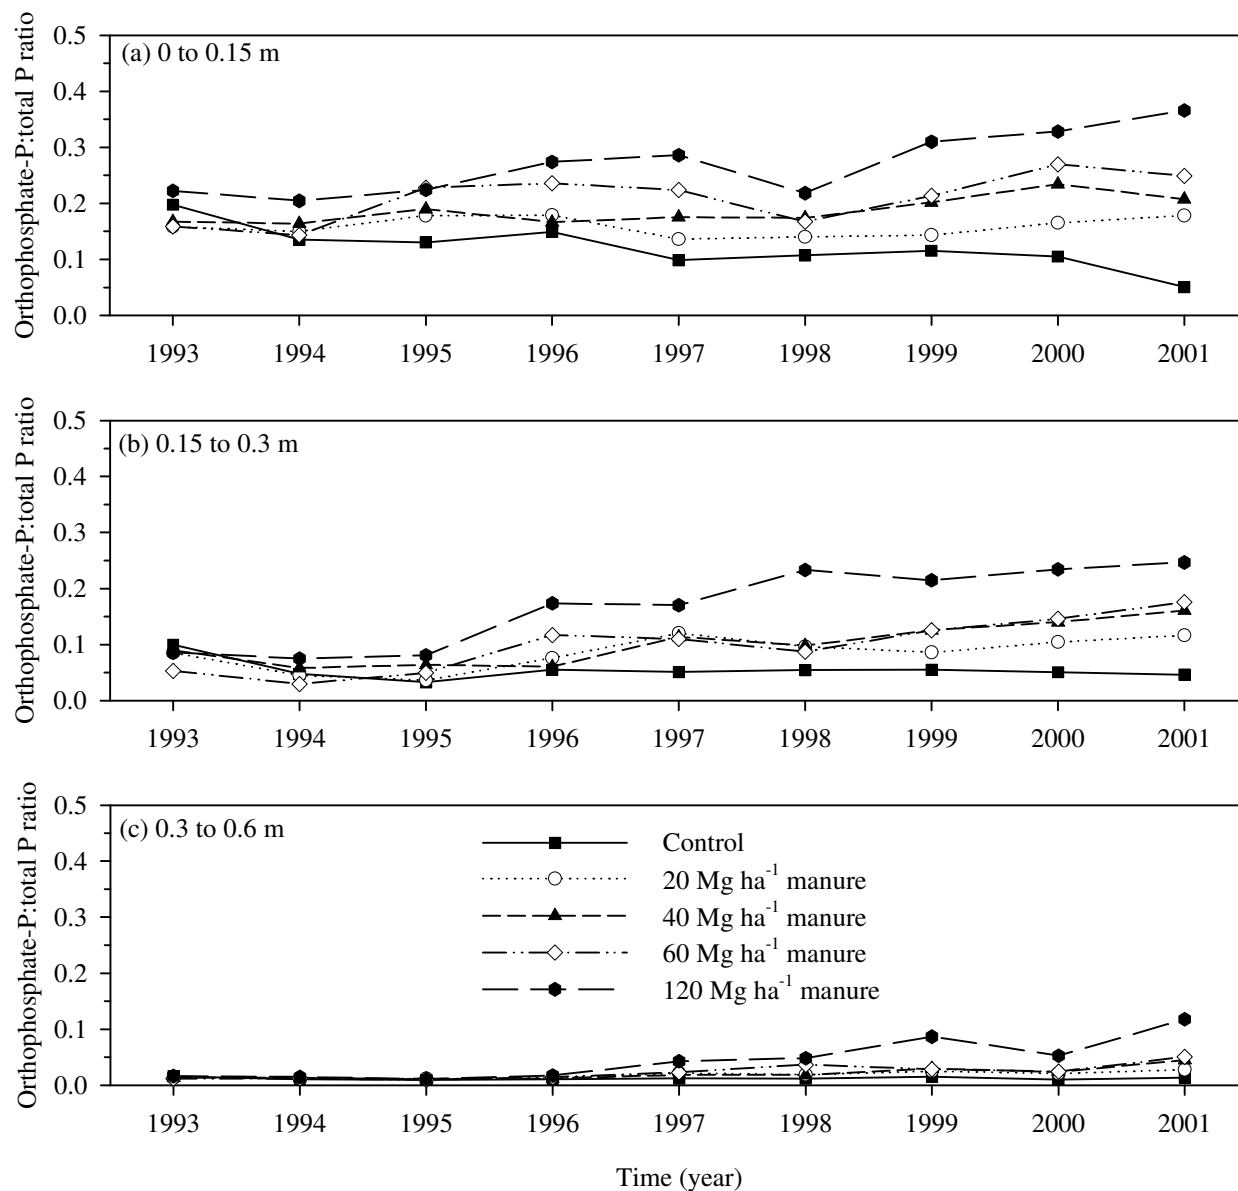 Orthophosphate-P:total P ratio
(a) 0 to 0.15 m
0.5
0.4
0.3
0.2
0.1
0.0
1993 1994 1995 1996 1997 1998 1999 2000 2001
Orthophosphate-P:total P ratio
(b) 0.15 to 0.3 m
0.5
0.4
0.3
0.2
0.1
0.0
1993 1994 1995 1996 1997 1998 1999 2000 2001
Orthophosphate-P:total P ratio
(c) 0.3 to 0.6 m
0.5
0.4
0.3
0.2
0.1
0.0
Control
20 Mg ha⁻¹ manure
40 Mg ha⁻¹ manure
60 Mg ha⁻¹ manure
120 Mg ha⁻¹ manure
1993 1994 1995 1996 1997 1998 1999 2000 2001
Time (year)